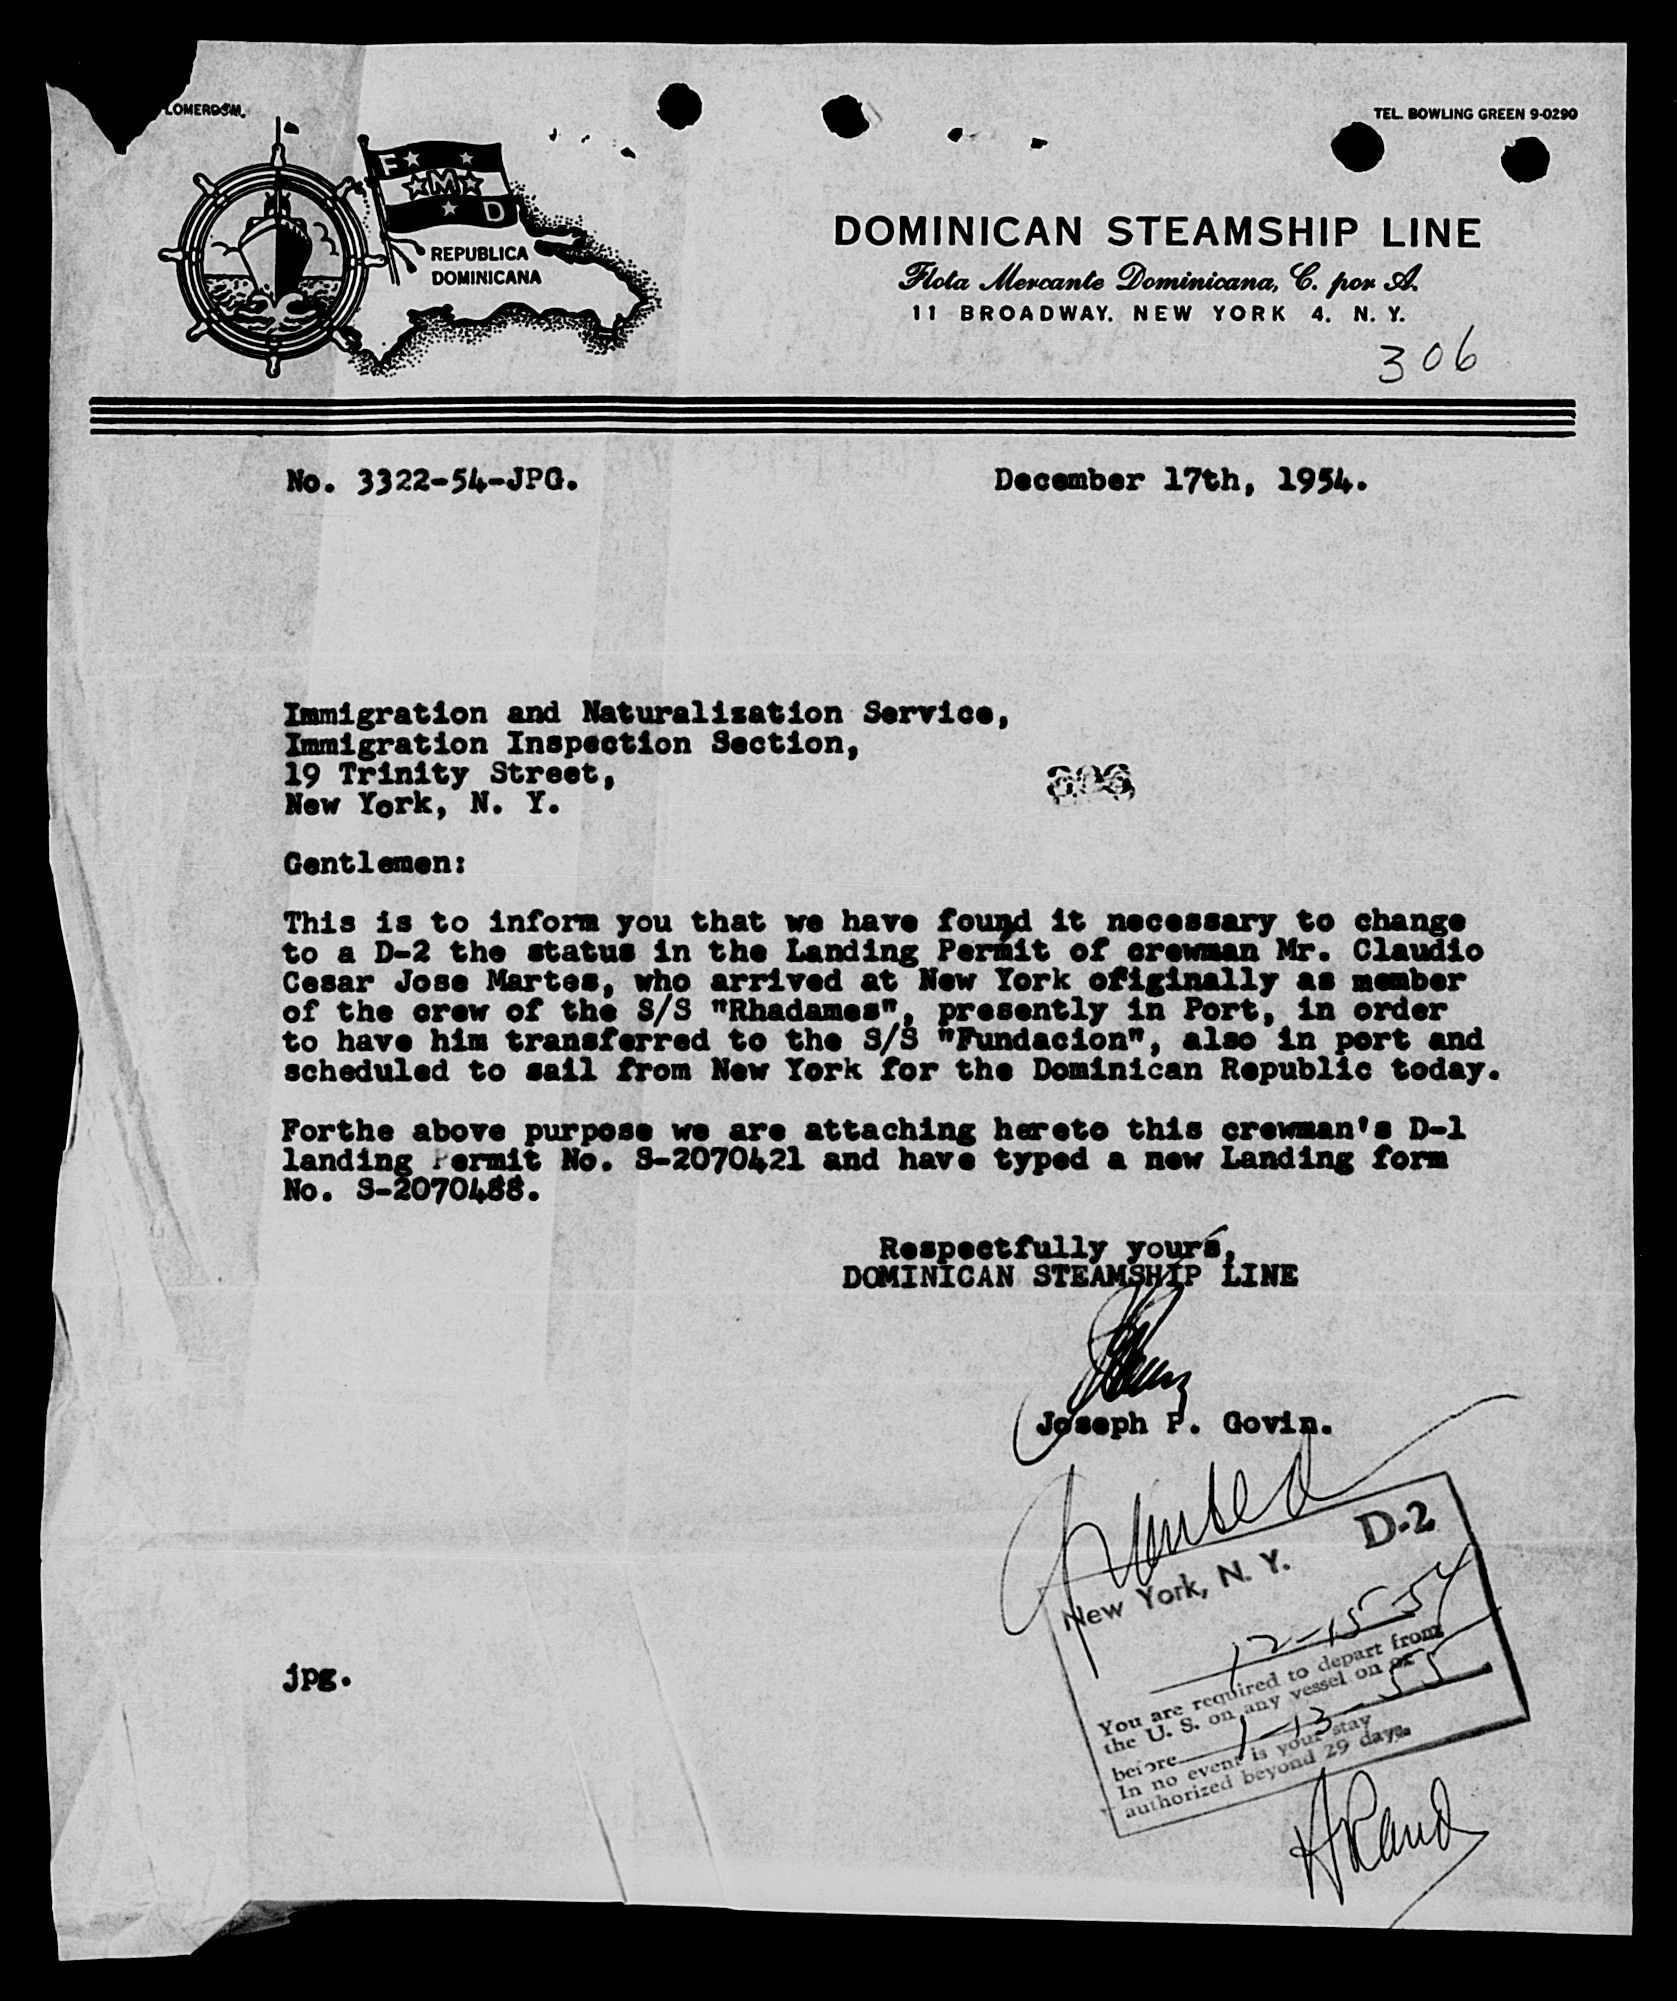 LOMERDOM.
TEL. BOWLING GREEN 9-0290
F
M
D
REPUBLICA
DOMINICANA
DOMINICAN STEAMSHIP LINE
Flota Mercante Dominicana, C. por A.
11 BROADWAY, NEW YORK 4, N. Y.
306
No. 3322-54-JPG.
December 17th, 1954.
Immigration and Naturalization Service,
Immigration Inspection Section,
19 Trinity Street,
New York, N. Y.
306
Gentlemen:
This is to inform you that we have found it necessary to change
to a D-2 the status in the Landing Permit of crewman Mr. Claudio
Cesar Jose Martes, who arrived at New York ofiginally as member
of the crew of the S/S "Rhadames", presently in Port, in order
to have him transferred to the S/S "Fundacion", also in port and
scheduled to sail from New York for the Dominican Republic today.
Forthe above purpose we are attaching hereto this crewman's D-1
landing Permit No. S-2070421 and have typed a new Landing form
No. S-2070488.
Respectfully yours,
DOMINICAN STEAMSHIP LINE
Joseph P. Govin.
Granted
D-2
New York, N. Y.
12-15-54
You are required to depart from
the U. S. on any vessel on or
before 1-13-55
In no event is your stay
authorized beyond 29 days.
jpg.